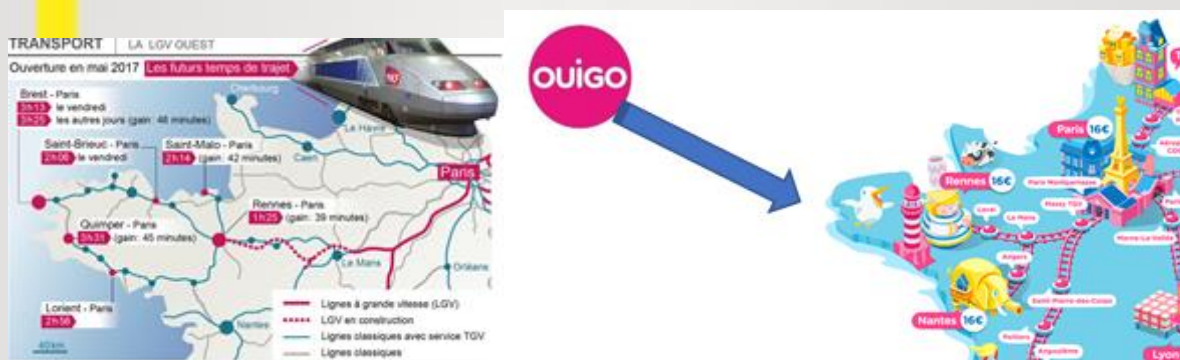 TRANSPORT | LA LGV OUEST
Ouverture en mai 2017 Les futurs temps de trajet
Brest - Paris
3h13 le vendredi
3h25 les autres jours (gain: 48 minutes)
Saint-Brieuc - Paris
2h06 le vendredi
Saint-Malo - Paris
2h14 (gain: 42 minutes)
Cherbourg
Le Havre
Caen
Paris
Rennes - Paris
1h25 (gain: 39 minutes)
Quimper - Paris
3h31 (gain: 45 minutes)
Le Mans
Orléans
Lorient - Paris
2h56
Nantes
40 km
Lignes à grande vitesse (LGV)
LGV en construction
Lignes classiques avec service TGV
Lignes classiques
OUIGO
Paris 16€
Rennes 16€
Paris Montparnasse
Massy TGV
Laval
Le Mans
Angers
Marne-La-Vallée
Saint-Pierre-des-Corps
Nantes 16€
Poitiers
Angoulême
Lyon